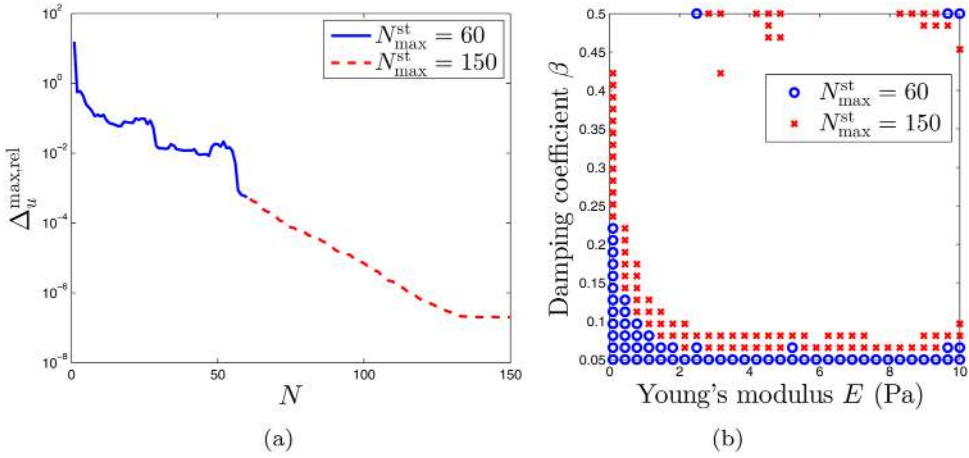 10^2
10^0
10^-2
10^-4
10^-6
10^-8
Δ_u^max,rel
N_max^st = 60
N_max^st = 150
0 50 100 150
N
(a)
0.5
0.45
0.4
0.35
0.3
0.25
0.2
0.15
0.1
0.05
Damping coefficient β
N_max^st = 60
N_max^st = 150
0 2 4 6 8 10
Young's modulus E (Pa)
(b)